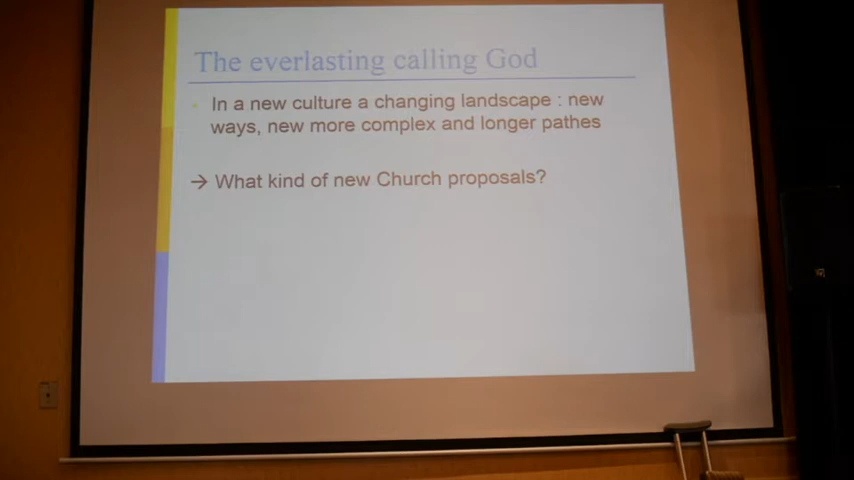 The everlasting calling God
In a new culture a changing landscape : new
ways, new more complex and longer pathes
→ What kind of new Church proposals?